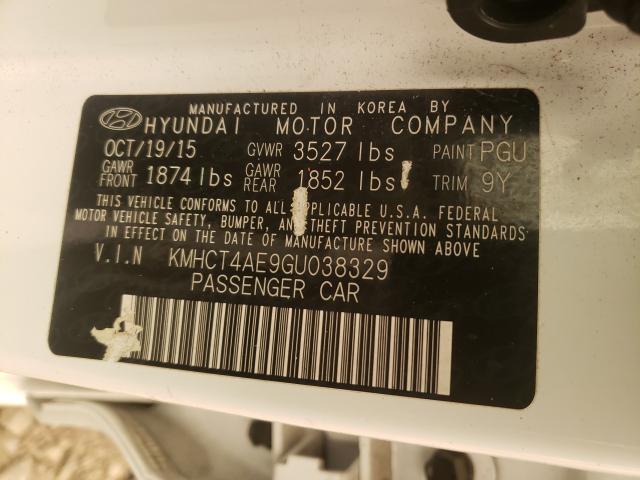 MANUFACTURED IN KOREA BY
HYUNDAI MOTOR COMPANY
OCT/19/15 GVWR 3527 lbs PAINT PGU
GAWR FRONT 1874 lbs GAWR REAR 1852 lbs TRIM 9Y
THIS VEHICLE CONFORMS TO ALL APPLICABLE U.S.A. FEDERAL
MOTOR VEHICLE SAFETY, BUMPER, AND THEFT PREVENTION STANDARDS
IN EFFECT ON THE DATE OF MANUFACTURE SHOWN ABOVE.
V.I.N KMHCT4AE9GU038329
PASSENGER CAR